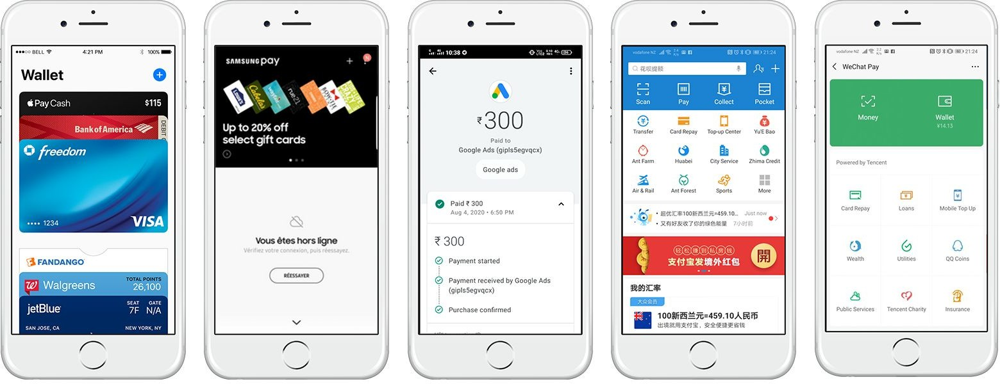 BELL
4:21 PM
100%
Wallet
Pay Cash
$115
Bank of America
DEBIT
freedom
•••• 1234
VISA
FANDANGO
Walgreens
TOTAL POINTS
26,100
jetBlue
SEAT
GATE
7F
N/A
SAN JOSE, CA
NEW YORK, NY
SAMSUNG pay
N
LOWE'S
Cabela's
wayfair
rue21
Up to 20% off
select gift cards
Vous êtes hors ligne
Vérifiez votre connexion, puis réessayez.
RÉESSAYER
10:38
₹300
Paid to
Google Ads (gipls5egvqcx)
Google ads
Paid ₹ 300
Aug 4, 2020 • 6:50 PM
₹ 300
Payment started
Payment received by Google Ads
(gipls5egvqcx)
Purchase confirmed
vodafone NZ
21:24
花呗提额
Scan
Pay
Collect
Pocket
Transfer
Card Repay
Top-up Center
Yu'E Bao
Ant Farm
Huabei
City Service
Zhima Credit
Air & Rail
Ant Forest
Sports
More
• 超优汇率100新西兰元=459.10...
Just now
• 又有好友收了你的绿色能量
7小时前
轻松赚到私房钱
支付宝发境外红包
開
我的汇率
大众会员
100新西兰元=459.10人民币
出境就用支付宝，安全便捷更省钱
vodafone NZ
21:24
WeChat Pay
Money
Wallet
¥14.13
Powered by Tencent
Card Repay
Loans
Mobile Top Up
Wealth
Utilities
QQ Coins
Public Services
Tencent Charity
Insurance